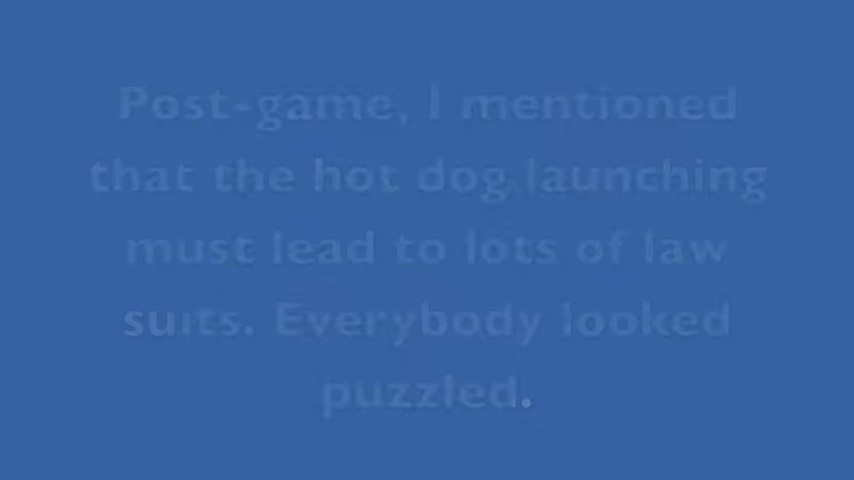 Post-game, I mentioned
that the hot dog launching
must lead to lots of law
suits. Everybody looked
puzzled.